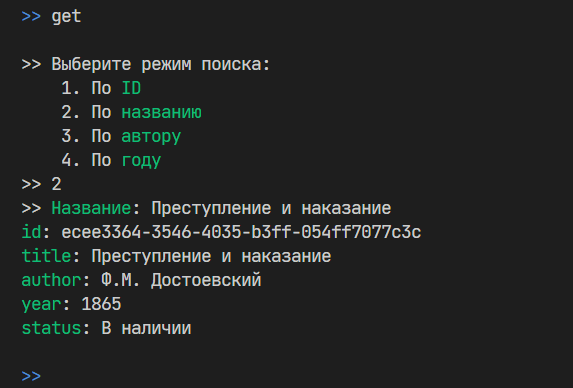 >> get
>> Выберите режим поиска:
1. По ID
2. По названию
3. По автору
4. По году
>> 2
>> Название: Преступление и наказание
id: ecee3364-3546-4035-b3ff-054ff7077c3c
title: Преступление и наказание
author: Ф.М. Достоевский
year: 1865
status: В наличии
>>